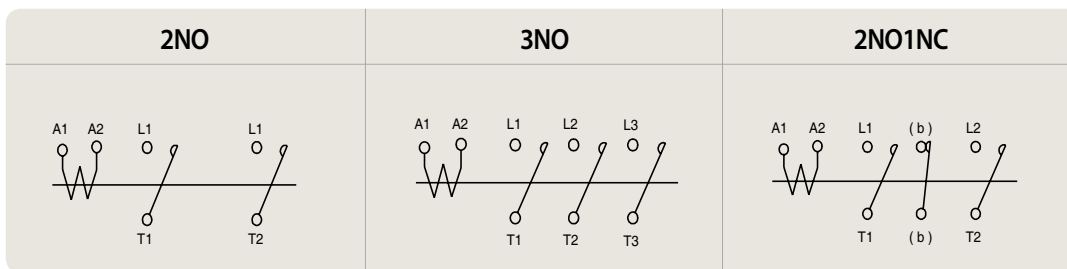 2NO 3NO 2NO1NC
A1 A2 L1 L1
T1 T2
A1 A2 L1 L2 L3
T1 T2 T3
A1 A2 L1 ( b ) L2
T1 ( b ) T2